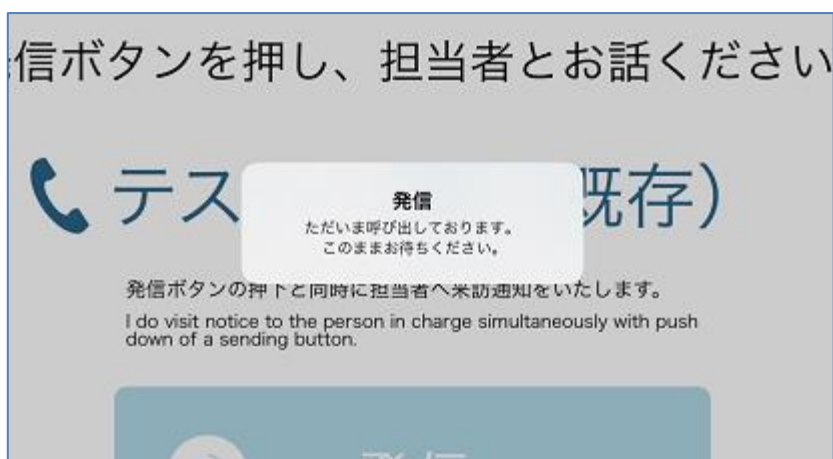 信ボタンを押し、担当者とお話ください
テス
既存）
発信
ただいま呼び出しております。
このままお待ちください。
発信ボタンの押下と同時に担当者へ来訪通知をいたします。
I do visit notice to the person in charge simultaneously with push
down of a sending button.
発信